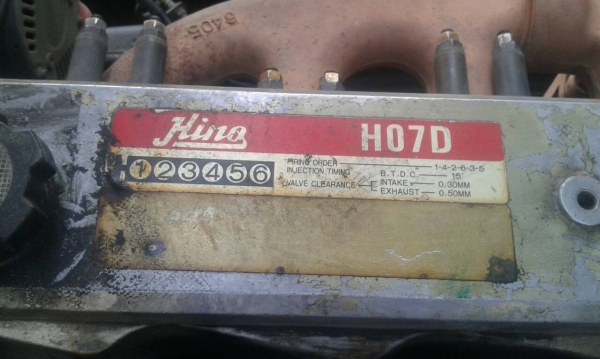 6405
Hino H07D
123456
FIRING ORDER 1-4-2-6-3-5
INJECTION TIMING B.T.D.C. 15°
VALVE CLEARANCE INTAKE 0.30MM
EXHAUST 0.50MM